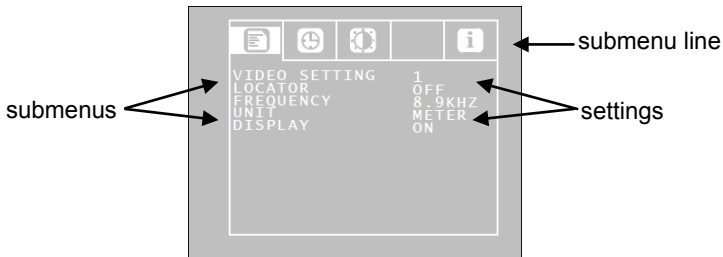 submenu line
VIDEO SETTING 1
LOCATOR OFF
FREQUENCY 8.9KHZ
UNIT METER
DISPLAY ON
submenus
settings
i